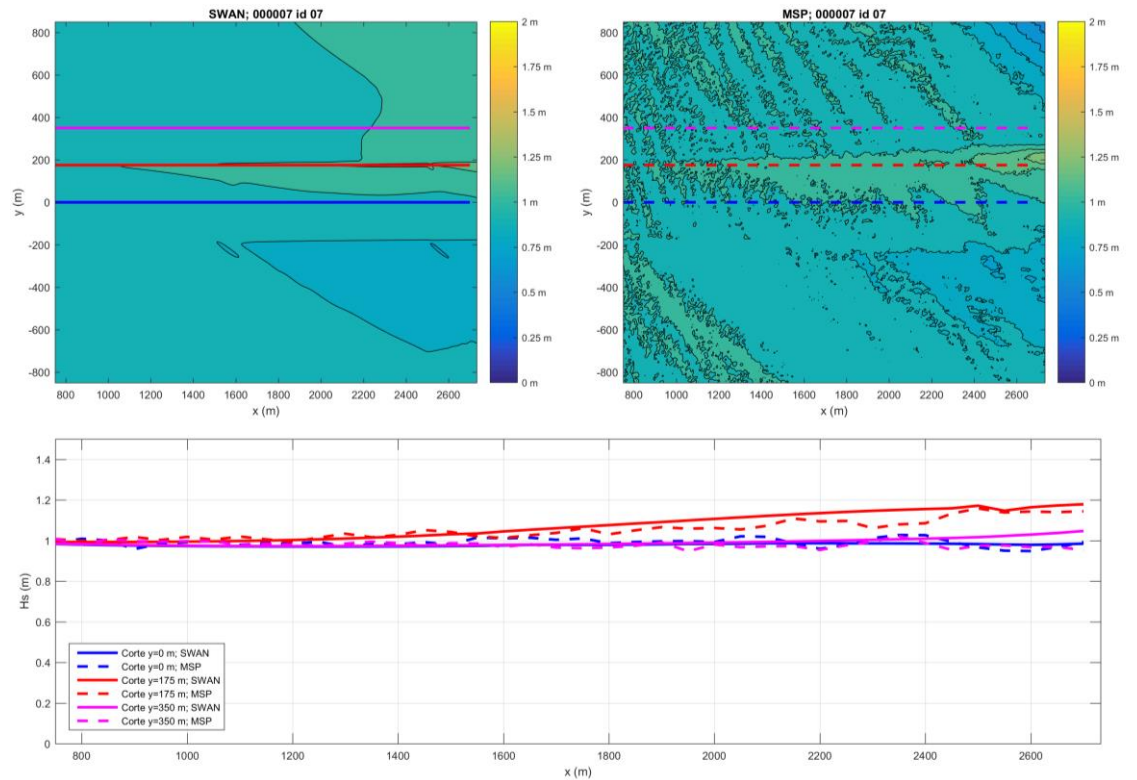 SWAN; 000007 id 07
800
600
400
200
0
-200
-400
-600
-800
y (m)
800 1000 1200 1400 1600 1800 2000 2200 2400 2600
x (m)
2 m
1.75 m
1.5 m
1.25 m
1 m
0.75 m
0.5 m
0.25 m
0 m
MSP; 000007 id 07
800
600
400
200
0
-200
-400
-600
-800
y (m)
800 1000 1200 1400 1600 1800 2000 2200 2400 2600
x (m)
2 m
1.75 m
1.5 m
1.25 m
1 m
0.75 m
0.5 m
0.25 m
0 m
1.4
1.2
1
0.8
0.6
0.4
0.2
0
Hs (m)
Corte y=0 m; SWAN
Corte y=0 m; MSP
Corte y=175 m; SWAN
Corte y=175 m; MSP
Corte y=350 m; SWAN
Corte y=350 m; MSP
800 1000 1200 1400 1600 1800 2000 2200 2400 2600
x (m)